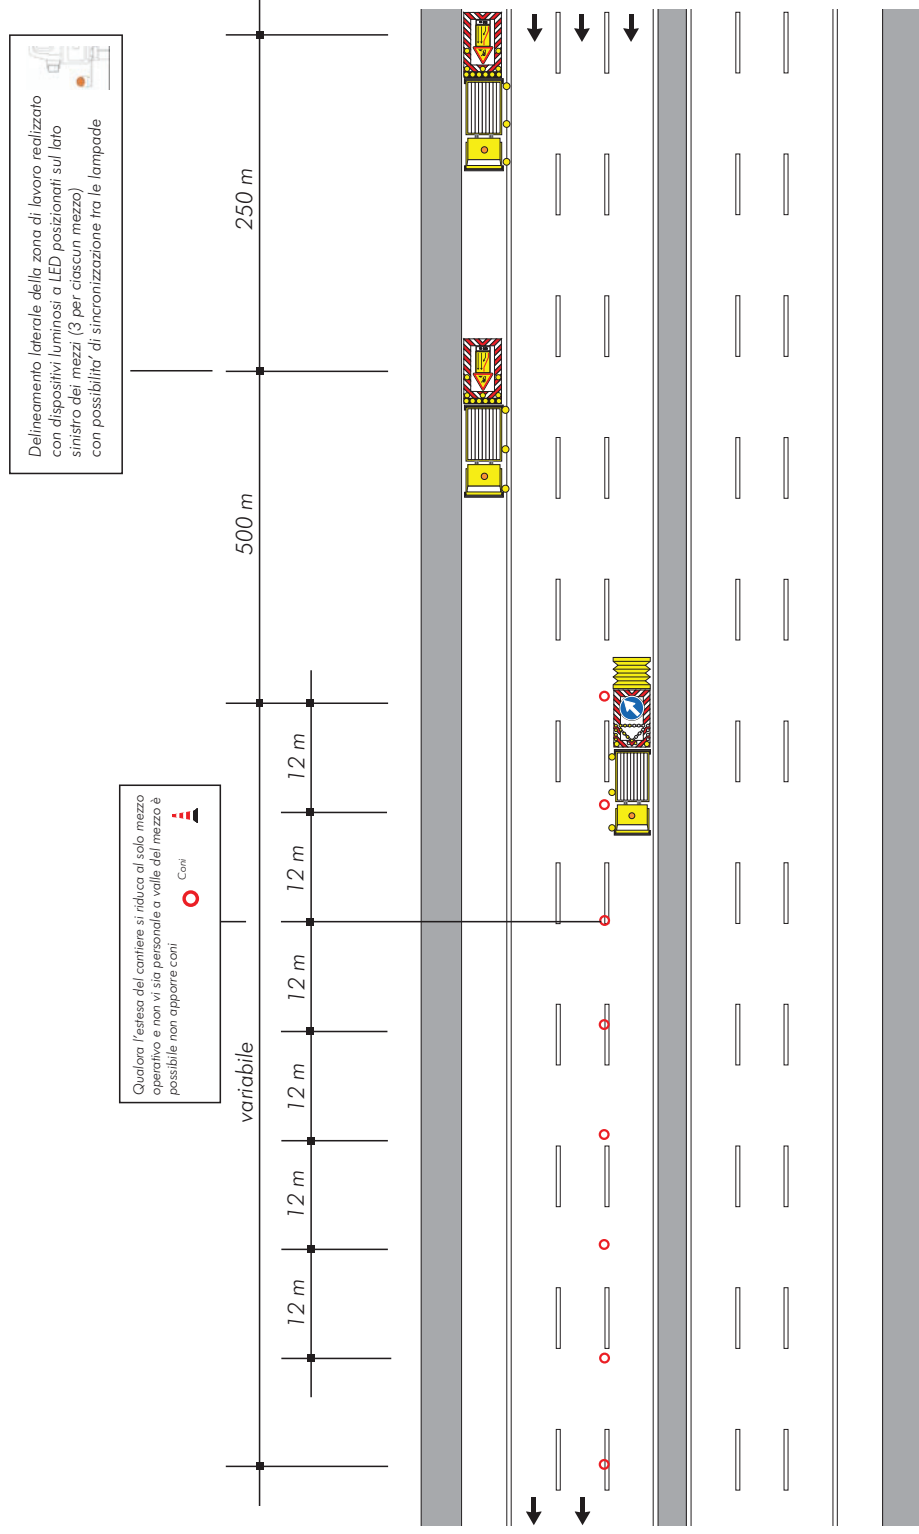 Delineamento laterale della zona di lavoro realizzato
con dispositivi luminosi a LED posizionati sul lato
sinistro dei mezzi (3 per ciascun mezzo)
con possibilita' di sincronizzazione tra le lampade
250 m
500 m
variabile
12 m
12 m
12 m
12 m
12 m
12 m
Qualora l'estesa del cantiere si riduca al solo mezzo
operativo e non vi sia personale a valle del mezzo è
possibile non apporre coni
Coni